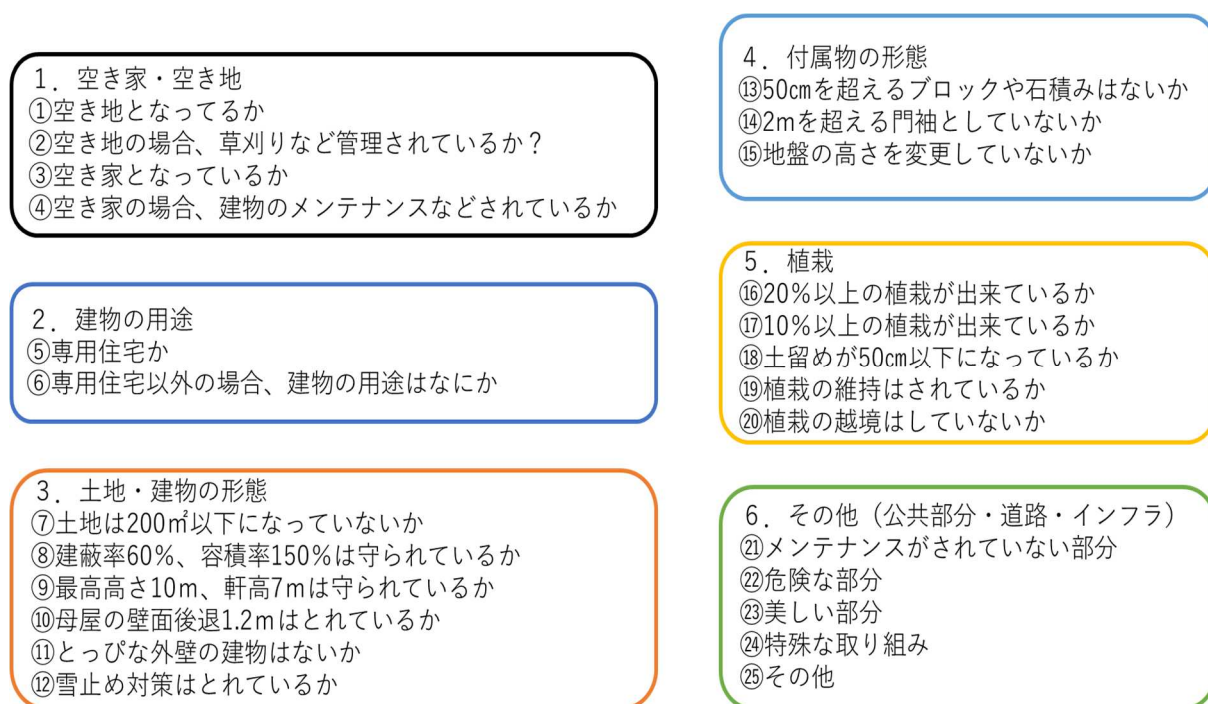 1．空き家・空き地
①空き地となってるか
②空き地の場合、草刈りなど管理されているか？
③空き家となっているか
④空き家の場合、建物のメンテナンスなどされているか
2．建物の用途
⑤専用住宅か
⑥専用住宅以外の場合、建物の用途はなにか
3．土地・建物の形態
⑦土地は200㎡以下になっていないか
⑧建蔽率60％、容積率150％は守られているか
⑨最高高さ10ｍ、軒高7ｍは守られているか
⑩母屋の壁面後退1.2ｍはとれているか
⑪とっぴな外壁の建物はないか
⑫雪止め対策はとれているか
4．付属物の形態
⑬50㎝を超えるブロックや石積みはないか
⑭2ｍを超える門袖としていないか
⑮地盤の高さを変更していないか
5．植栽
⑯20％以上の植栽が出来ているか
⑰10％以上の植栽が出来ているか
⑱土留めが50㎝以下になっているか
⑲植栽の維持はされているか
⑳植栽の越境はしていないか
6．その他（公共部分・道路・インフラ）
㉑メンテナンスがされていない部分
㉒危険な部分
㉓美しい部分
㉔特殊な取り組み
㉕その他